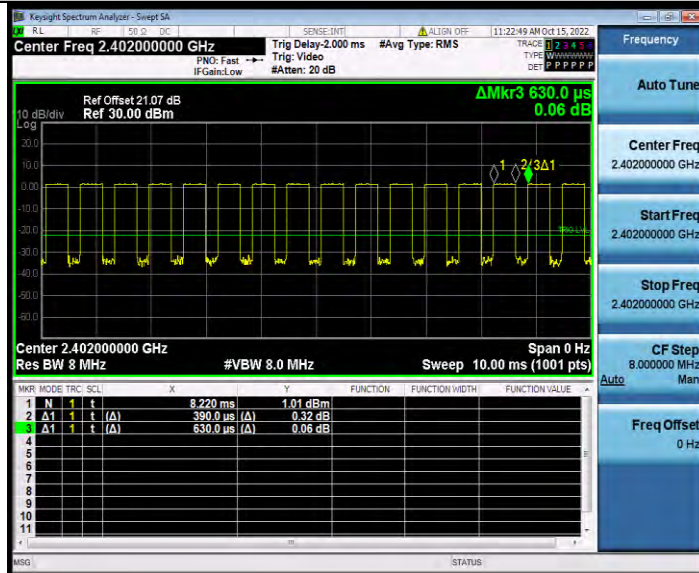 Keysight Spectrum Analyzer - Swept SA
RL RF 50 Ω DC SENSE:INT ALIGN OFF 11:22:49 AM Oct 15, 2022
Center Freq 2.402000000 GHz
PNO: Fast
IFGain:Low
Trig Delay-2.000 ms
Trig: Video
#Atten: 20 dB
#Avg Type: RMS
TRACE 1 2 3 4 5 6
TYPE W
DET P P P P P P
Ref Offset 21.07 dB
10 dB/div Ref 30.00 dBm
Log
ΔMkr3 630.0 µs
0.06 dB
20.0
10.0
0.00
-10.0
-20.0
-30.0
-40.0
-50.0
-60.0
1 2/3Δ1
TRIG LVL
Center 2.402000000 GHz Span 0 Hz
Res BW 8 MHz #VBW 8.0 MHz Sweep 10.00 ms (1001 pts)
MKR MODE TRC SCL X Y FUNCTION FUNCTION WIDTH FUNCTION VALUE
1 N 1 t 8.220 ms 1.01 dBm
2 Δ1 1 t (Δ) 390.0 µs (Δ) 0.32 dB
3 Δ1 1 t (Δ) 630.0 µs (Δ) 0.06 dB
4
5
6
7
8
9
10
11
MSG STATUS
Frequency
Auto Tune
Center Freq
2.402000000 GHz
Start Freq
2.402000000 GHz
Stop Freq
2.402000000 GHz
CF Step
8.000000 MHz
Auto Man
Freq Offset
0 Hz